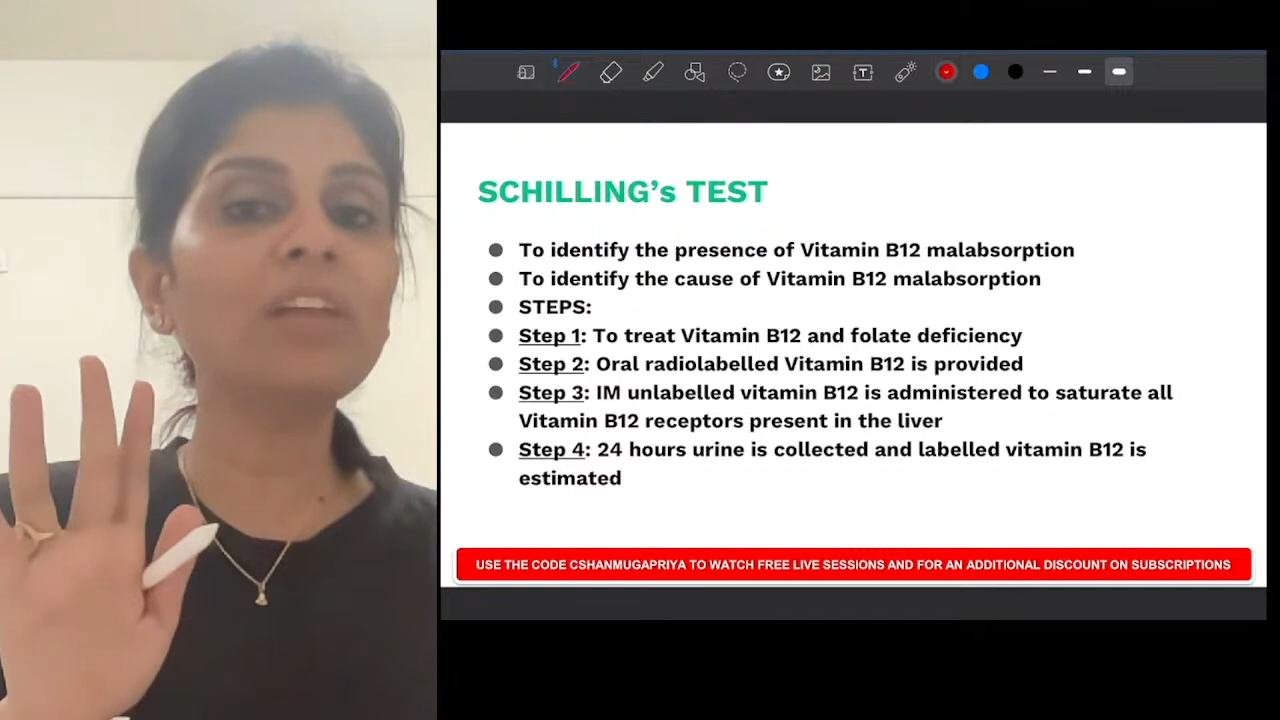 SCHILLING's TEST
● To identify the presence of Vitamin B12 malabsorption
● To identify the cause of Vitamin B12 malabsorption
● STEPS:
● Step 1: To treat Vitamin B12 and folate deficiency
● Step 2: Oral radiolabelled Vitamin B12 is provided
● Step 3: IM unlabelled vitamin B12 is administered to saturate all
Vitamin B12 receptors present in the liver
● Step 4: 24 hours urine is collected and labelled vitamin B12 is
estimated
USE THE CODE CSHANMUGAPRIYA TO WATCH FREE LIVE SESSIONS AND FOR AN ADDITIONAL DISCOUNT ON SUBSCRIPTIONS